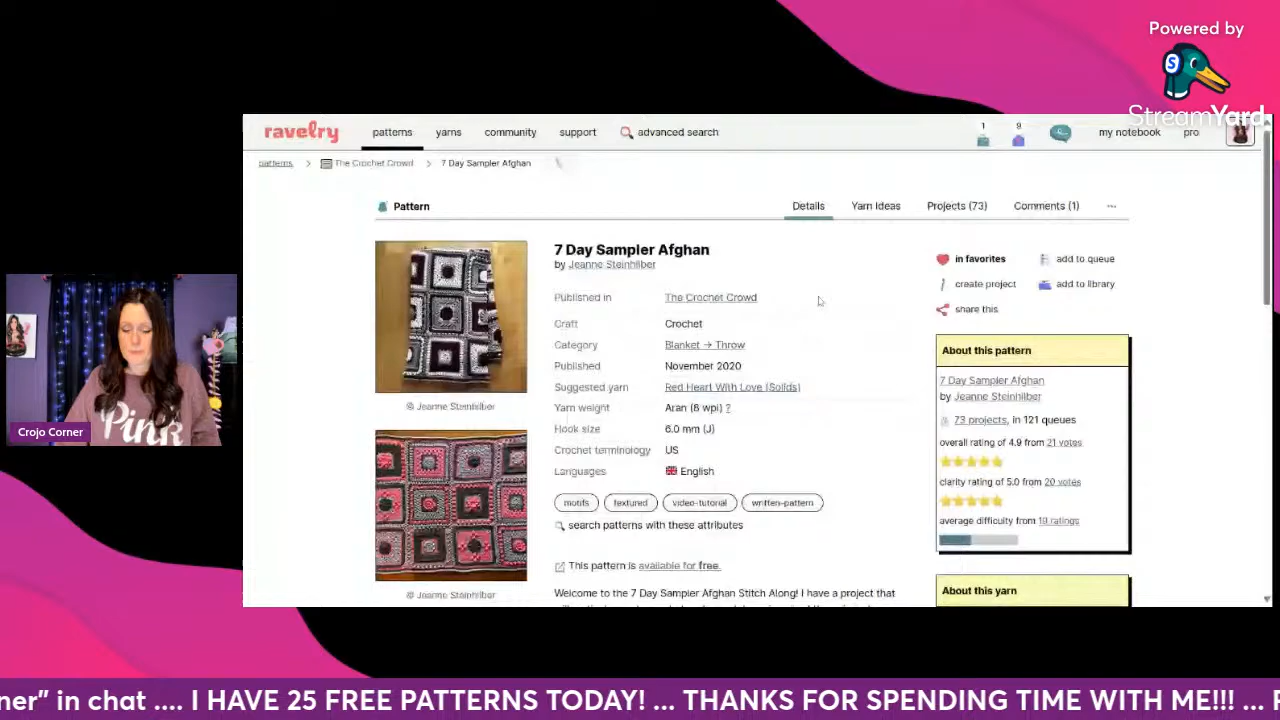 Powered by
S
StreamYard
ravelry
patterns
yarns
community
support
advanced search
1
9
my notebook
pro
patterns > The Crochet Crowd > 7 Day Sampler Afghan
Pattern
Details
Yarn Ideas
Projects (73)
Comments (1)
...
7 Day Sampler Afghan
by Jeanne Steinhilber
Published in The Crochet Crowd
Craft Crochet
Category Blanket → Throw
Published November 2020
Suggested yarn Red Heart With Love (Solids)
Yarn weight Aran (8 wpi) ?
Hook size 6.0 mm (J)
Crochet terminology US
Languages English
motifs
textured
video-tutorial
written-pattern
search patterns with these attributes
This pattern is available for free.
Welcome to the 7 Day Sampler Afghan Stitch Along! I have a project that
© Jeanne Steinhilber
© Jeanne Steinhilber
in favorites
add to queue
create project
add to library
share this
About this pattern
7 Day Sampler Afghan
by Jeanne Steinhilber
73 projects, in 121 queues
overall rating of 4.9 from 21 votes
clarity rating of 5.0 from 20 votes
average difficulty from 19 ratings
About this yarn
Pink
Crojo Corner
ner" in chat .... I HAVE 25 FREE PATTERNS TODAY! ... THANKS FOR SPENDING TIME WITH ME!!! ...